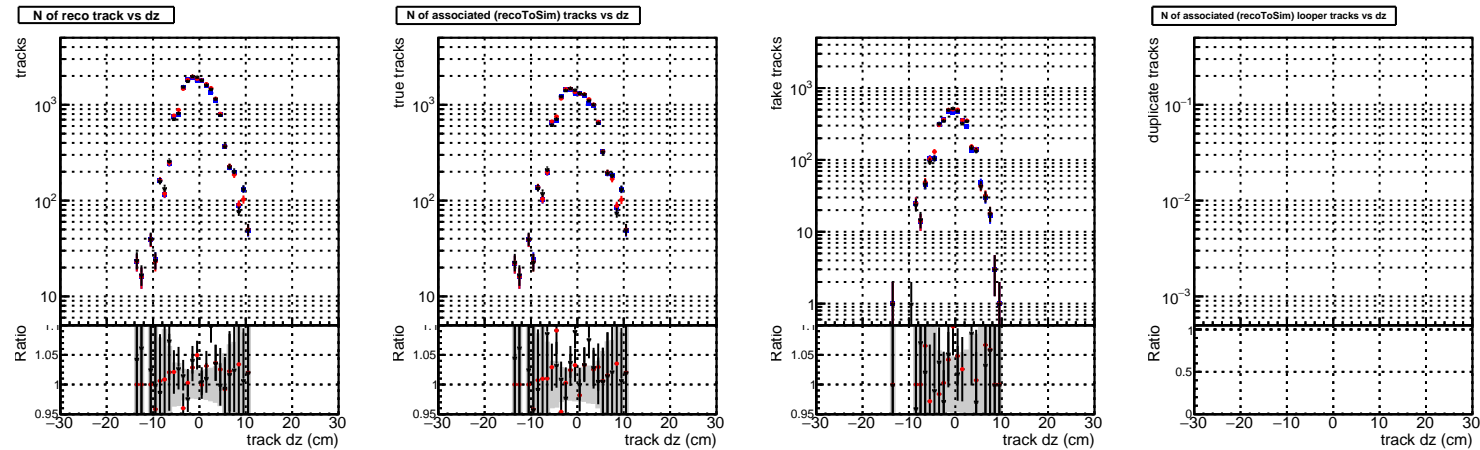 N of reco track vs dz
tracks
10³
10²
10
Ratio
1.05
1
0.95
−30 −20 −10 0 10 20 30
track dz (cm)
N of associated (recoToSim) tracks vs dz
true tracks
10³
10²
10
Ratio
1.05
1
0.95
−30 −20 −10 0 10 20 30
track dz (cm)
fake tracks
10³
10²
10
1
Ratio
1.05
1
0.95
−30 −20 −10 0 10 20 30
track dz (cm)
N of associated (recoToSim) looper tracks vs dz
duplicate tracks
10⁻¹
10⁻²
10⁻³
Ratio
1
0.5
0
−30 −20 −10 0 10 20 30
track dz (cm)